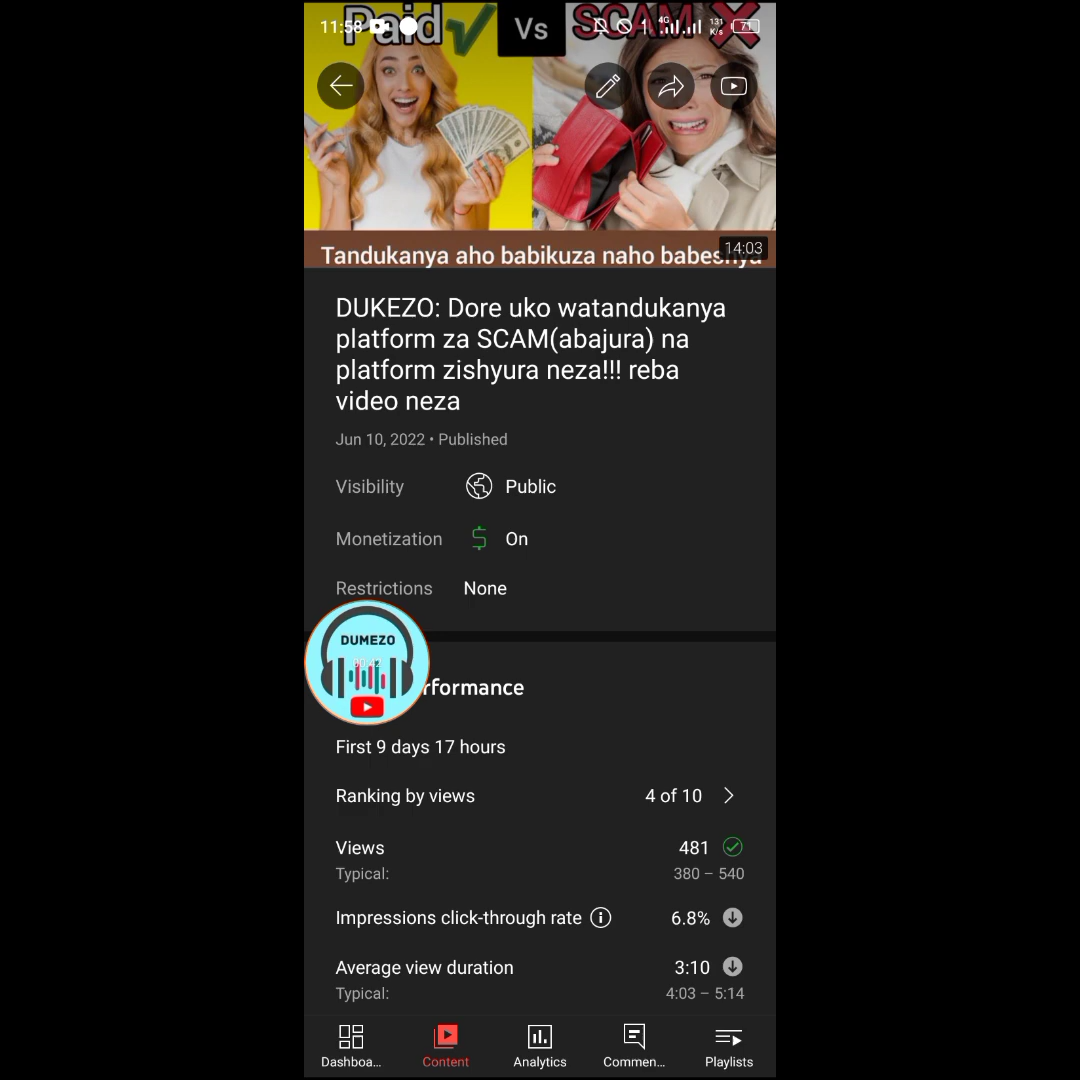 Paid Vs SCAM
11:58 4G 131 K/s 71
Tandukanya aho babikuza naho babeshya
14:03
DUKEZO: Dore uko watandukanya
platform za SCAM(abajura) na
platform zishyura neza!!! reba
video neza
Jun 10, 2022 • Published
Visibility Public
Monetization On
Restrictions None
DUMEZO
rformance
First 9 days 17 hours
Ranking by views 4 of 10
Views 481
Typical: 380 – 540
Impressions click-through rate 6.8%
Average view duration 3:10
Typical: 4:03 – 5:14
Dashboa... Content Analytics Commen... Playlists